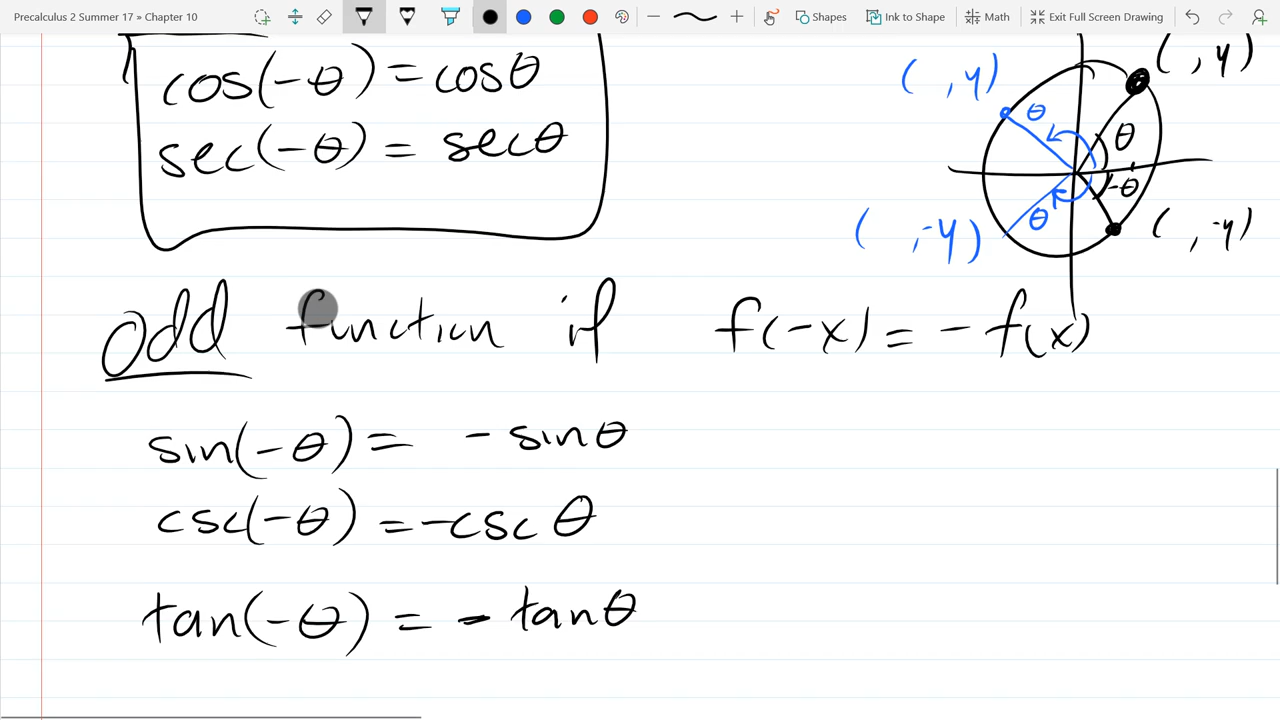 Precalculus 2 Summer 17 » Chapter 10
Shapes
Ink to Shape
Math
Exit Full Screen Drawing
cos(-θ) = cosθ
sec(-θ) = secθ
( , y)
( , y)
θ
θ
-θ
θ
( , -y)
( , -y)
odd function if f(-x) = - f(x)
sin(-θ) = - sinθ
csc(-θ) = -csc θ
tan(-θ) = - tanθ